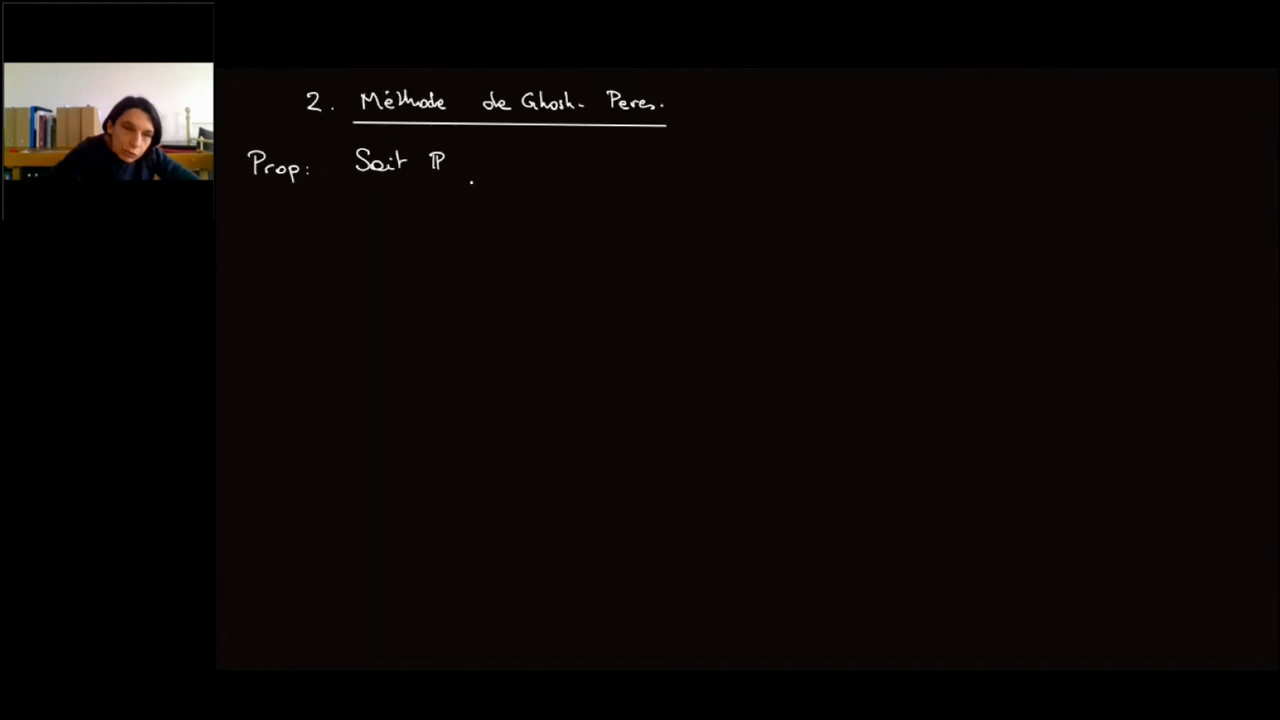 2. Méthode de Ghosh-Peres.
Prop: Soit ℙ